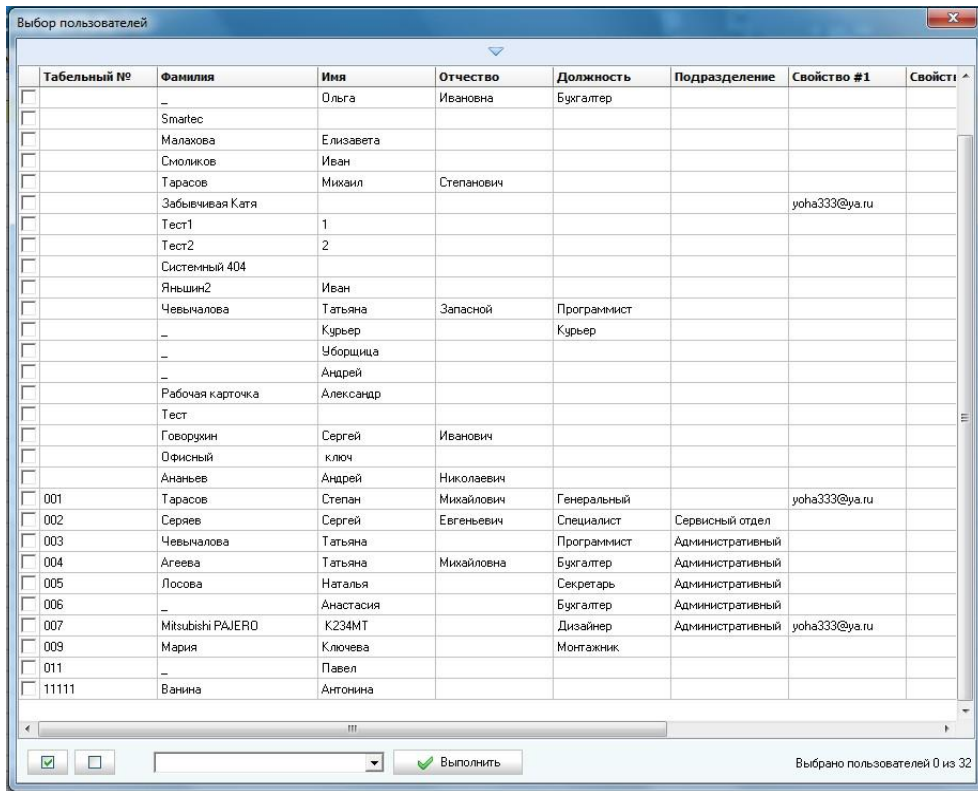 Выбор пользователей
Табельный № Фамилия Имя Отчество Должность Подразделение Свойство #1
_ Ольга Ивановна Бухгалтер
Smartec
Малахова Елизавета
Смоликов Иван
Тарасов Михаил Степанович
Забывчивая Катя yoha333@ya.ru
Тест1 1
Тест2 2
Системный 404
Яньшин2 Иван
Чевычалова Татьяна Запасной Программист
_ Курьер Курьер
_ Уборщица
_ Андрей
Рабочая карточка Александр
Тест
Говорухин Сергей Иванович
Офисный ключ
Ананьев Андрей Николаевич
001 Тарасов Степан Михайлович Генеральный yoha333@ya.ru
002 Серяев Сергей Евгеньевич Специалист Сервисный отдел
003 Чевычалова Татьяна Программист Административный
004 Агеева Татьяна Михайловна Бухгалтер Административный
005 Лосова Наталья Секретарь Административный
006 _ Анастасия Бухгалтер Административный
007 Mitsubishi PAJERO K234MT Дизайнер Административный yoha333@ya.ru
009 Мария Ключева Монтажник
011 _ Павел
11111 Ванина Антонина
Выполнить Выбрано пользователей 0 из 32